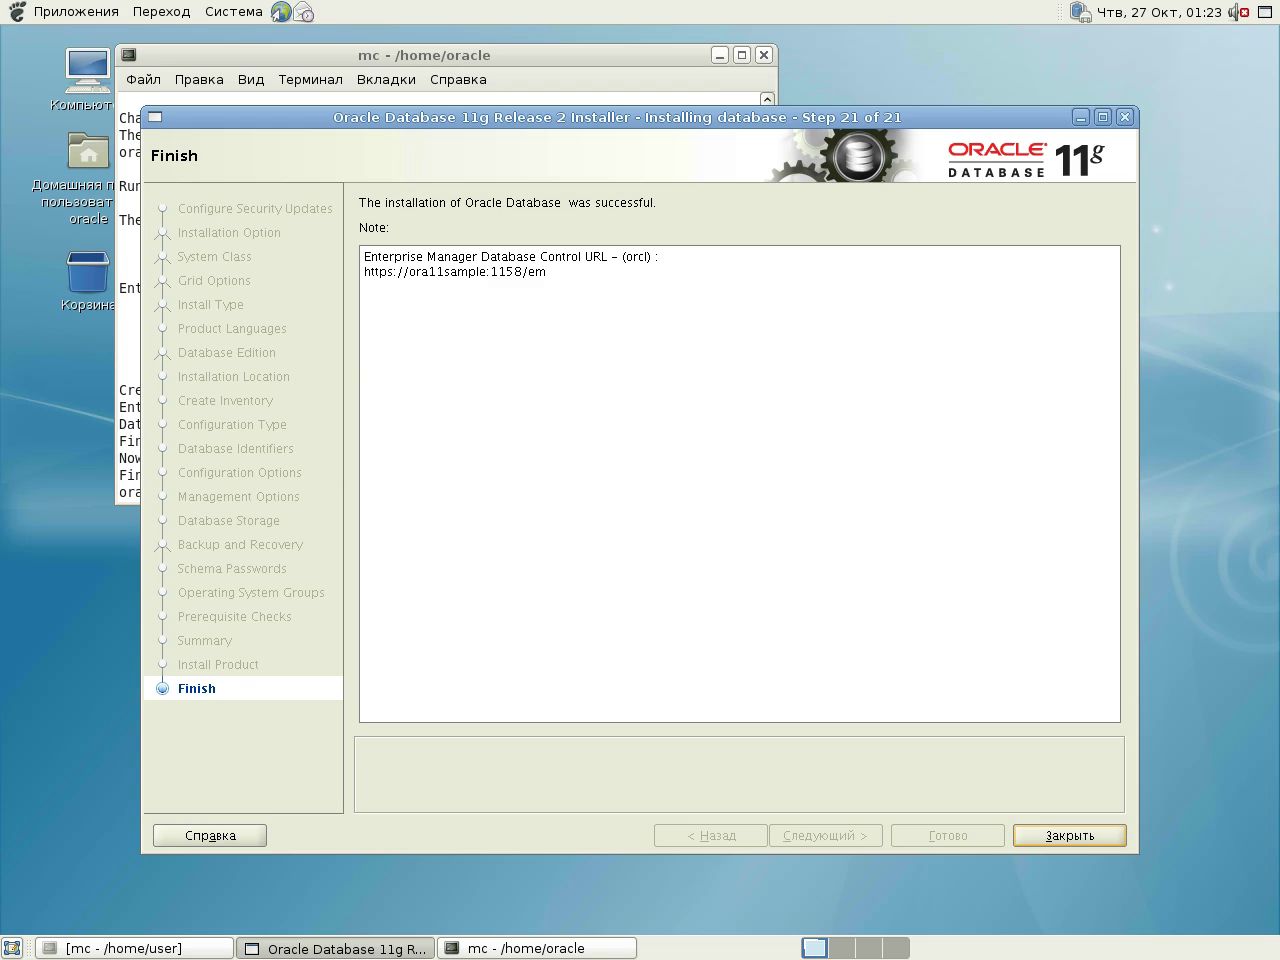 Приложения Переход Система Чтв, 27 Окт, 01:23
mc - /home/oracle
Файл Правка Вид Терминал Вкладки Справка
Компьют
Домашняя п
пользоват
oracle
Корзина
Cha
The
ora
Run
The
Ent
Cre
Ent
Dat
Fin
Now
Fin
ora
Oracle Database 11g Release 2 Installer - Installing database - Step 21 of 21
Finish
ORACLE
DATABASE 11g
Configure Security Updates
Installation Option
System Class
Grid Options
Install Type
Product Languages
Database Edition
Installation Location
Create Inventory
Configuration Type
Database Identifiers
Configuration Options
Management Options
Database Storage
Backup and Recovery
Schema Passwords
Operating System Groups
Prerequisite Checks
Summary
Install Product
Finish
The installation of Oracle Database was successful.
Note:
Enterprise Manager Database Control URL - (orcl) :
https://ora11sample:1158/em
Справка < Назад Следующий > Готово Закрыть
[mc - /home/user] Oracle Database 11g R... mc - /home/oracle